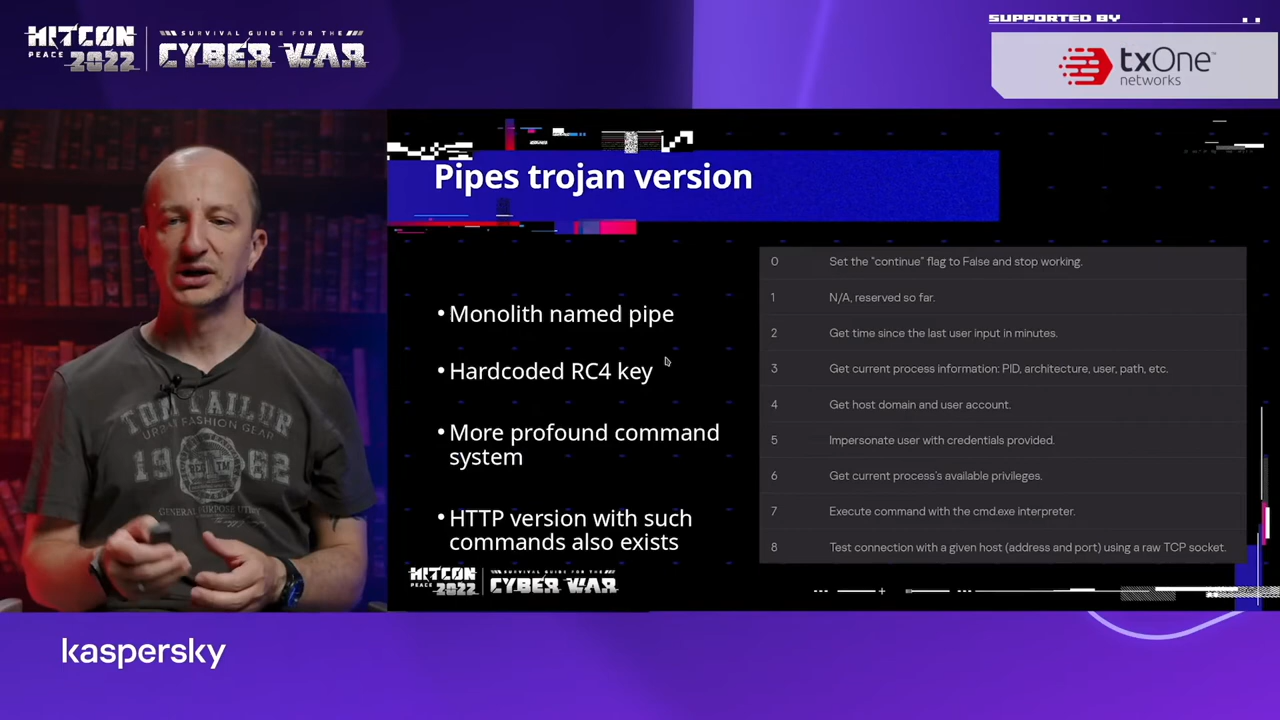 HITCON
PEACE 2022
SURVIVAL GUIDE FOR THE
CYBER WAR
SUPPORTED BY
txOne™
networks
Pipes trojan version
• Monolith named pipe
• Hardcoded RC4 key
• More profound command
system
• HTTP version with such
commands also exists
0 Set the "continue" flag to False and stop working.
1 N/A, reserved so far.
2 Get time since the last user input in minutes.
3 Get current process information: PID, architecture, user, path, etc.
4 Get host domain and user account.
5 Impersonate user with credentials provided.
6 Get current process's available privileges.
7 Execute command with the cmd.exe interpreter.
8 Test connection with a given host (address and port) using a raw TCP socket.
TOM TAILOR
URBAN FASHION GEAR
19 62
GENERAL PURPOSE UTILITY
HITCON
PEACE 2022
CYBER WAR
kaspersky